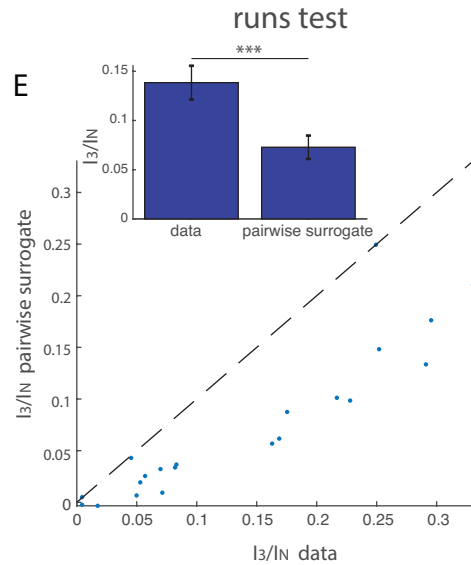 runs test
E
***
I3/IN
0.15
0.1
0.05
0
data
pairwise surrogate
I3/IN pairwise surrogate
0.3
0.25
0.2
0.15
0.1
0.05
0
0 0.05 0.1 0.15 0.2 0.25 0.3
I3/IN data